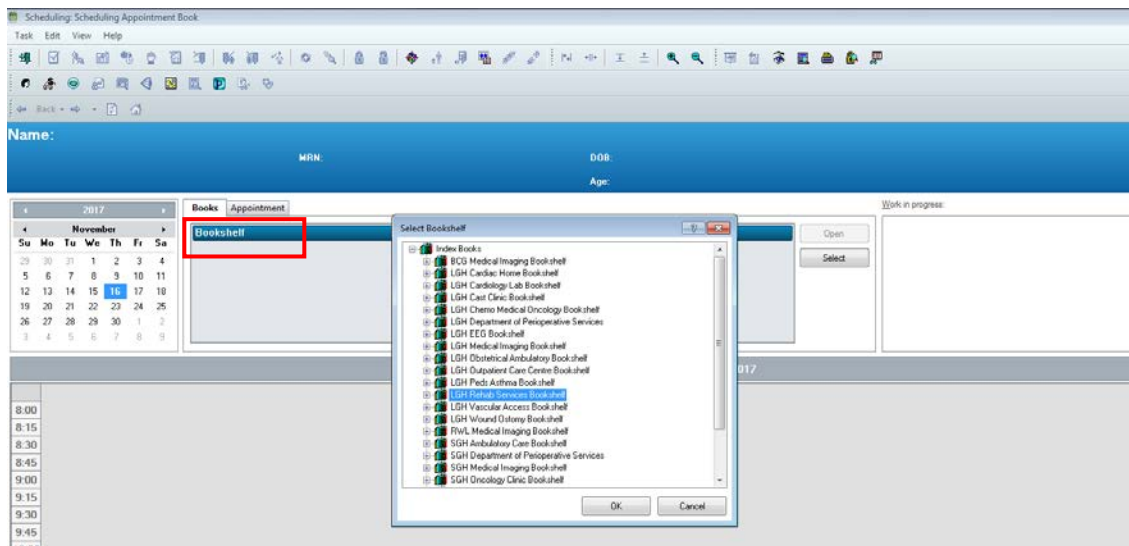 Scheduling: Scheduling Appointment Book
Task Edit View Help
Back
Name:
MRN: DOB:
Age:
2017
November
Su Mo Tu We Th Fr Sa
29 30 31 1 2 3 4
5 6 7 8 9 10 11
12 13 14 15 16 17 18
19 20 21 22 23 24 25
26 27 28 29 30 1 2
3 4 5 6 7 8 9
Books Appointment
Bookshelf
Select Bookshelf
Index Books
BCG Medical Imaging Bookshelf
LGH Cardiac Home Bookshelf
LGH Cardiology Lab Bookshelf
LGH Cast Clinic Bookshelf
LGH Chemo Medical Oncology Bookshelf
LGH Department of Perioperative Services
LGH EEG Bookshelf
LGH Medical Imaging Bookshelf
LGH Obstetrical Ambulatory Bookshelf
LGH Outpatient Care Centre Bookshelf
LGH Peds Asthma Bookshelf
LGH Rehab Services Bookshelf
LGH Vascular Access Bookshelf
LGH Wound Ostomy Bookshelf
RWL Medical Imaging Bookshelf
SGH Ambulatory Care Bookshelf
SGH Department of Perioperative Services
SGH Medical Imaging Bookshelf
SGH Oncology Clinic Bookshelf
OK Cancel
Open
Select
Work in progress:
017
8:00
8:15
8:30
8:45
9:00
9:15
9:30
9:45